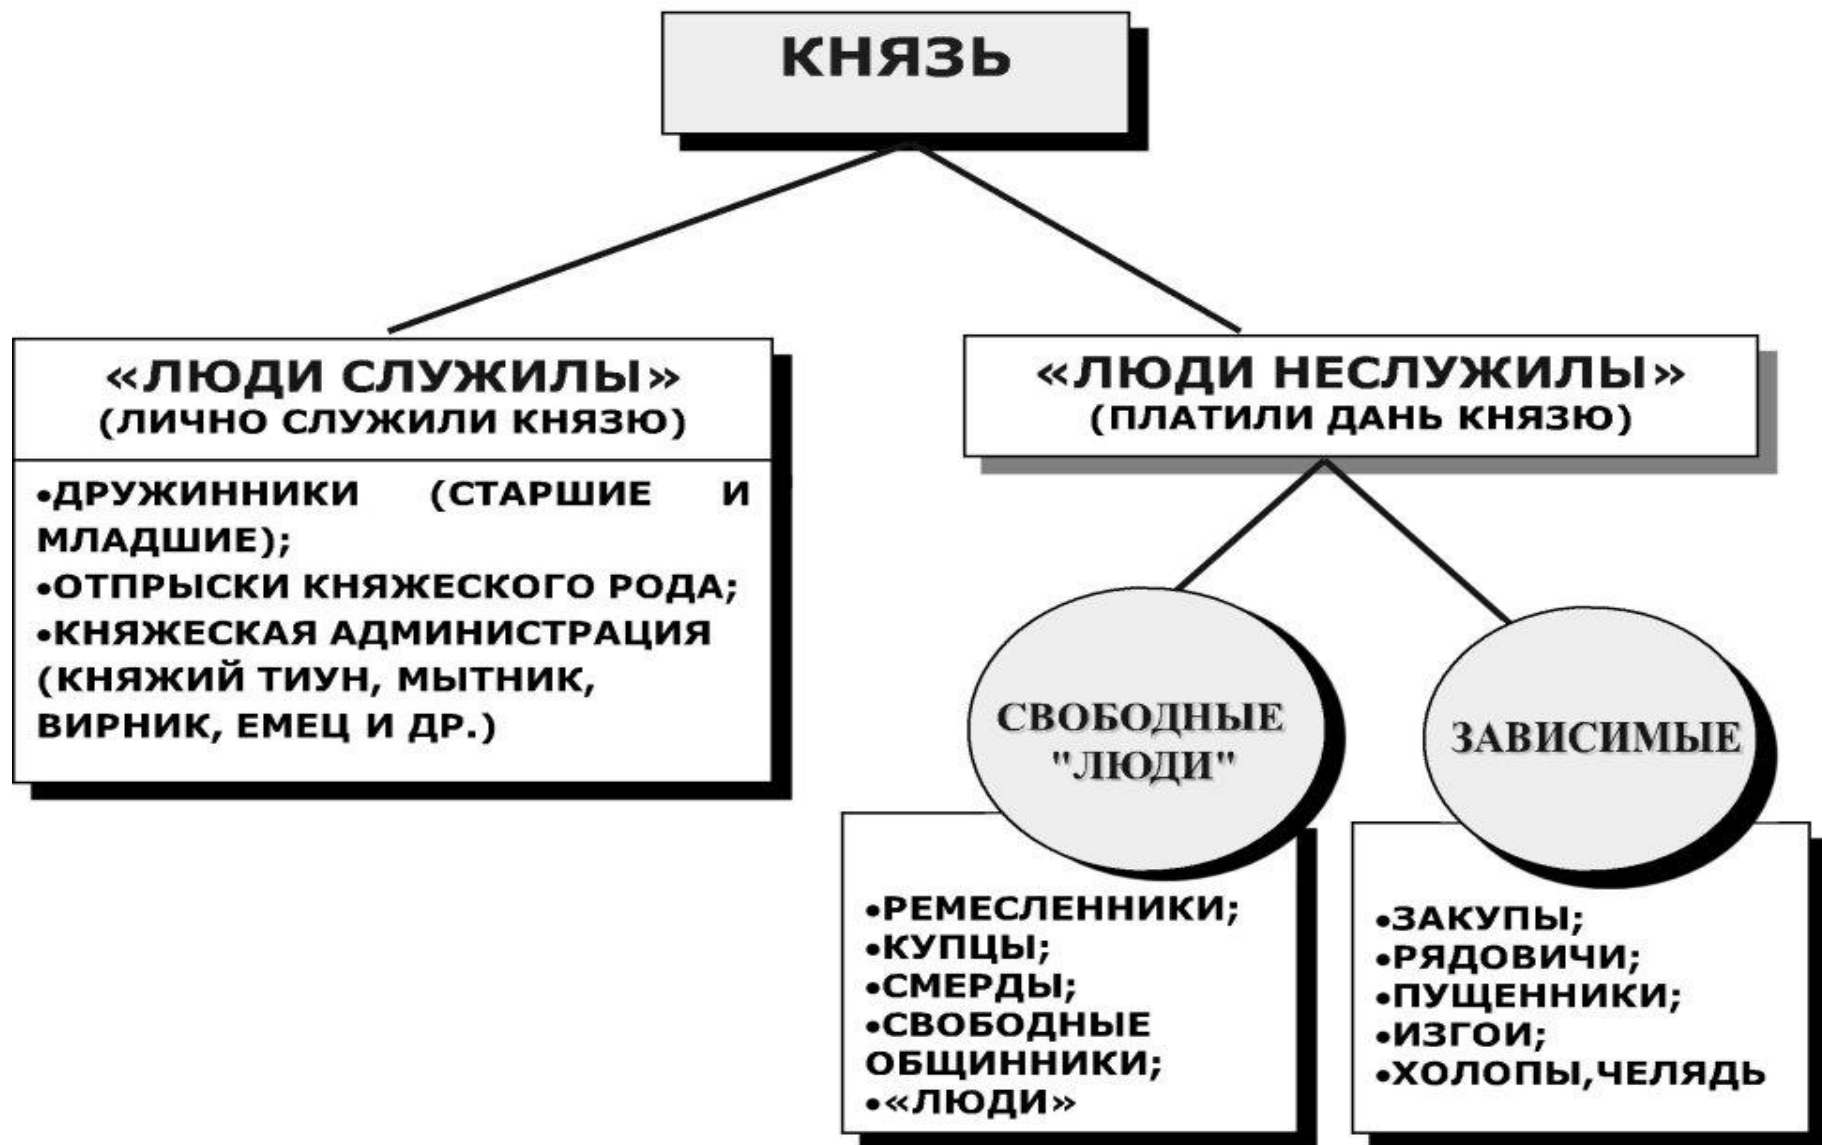 КНЯЗЬ
«ЛЮДИ СЛУЖИЛЫ»
(ЛИЧНО СЛУЖИЛИ КНЯЗЮ)
•ДРУЖИННИКИ (СТАРШИЕ И
МЛАДШИЕ);
•ОТПРЫСКИ КНЯЖЕСКОГО РОДА;
•КНЯЖЕСКАЯ АДМИНИСТРАЦИЯ
(КНЯЖИЙ ТИУН, МЫТНИК,
ВИРНИК, ЕМЕЦ И ДР.)
«ЛЮДИ НЕСЛУЖИЛЫ»
(ПЛАТИЛИ ДАНЬ КНЯЗЮ)
СВОБОДНЫЕ
"ЛЮДИ"
•РЕМЕСЛЕННИКИ;
•КУПЦЫ;
•СМЕРДЫ;
•СВОБОДНЫЕ
ОБЩИННИКИ;
•«ЛЮДИ»
ЗАВИСИМЫЕ
•ЗАКУПЫ;
•РЯДОВИЧИ;
•ПУЩЕННИКИ;
•ИЗГОИ;
•ХОЛОПЫ,ЧЕЛЯДЬ